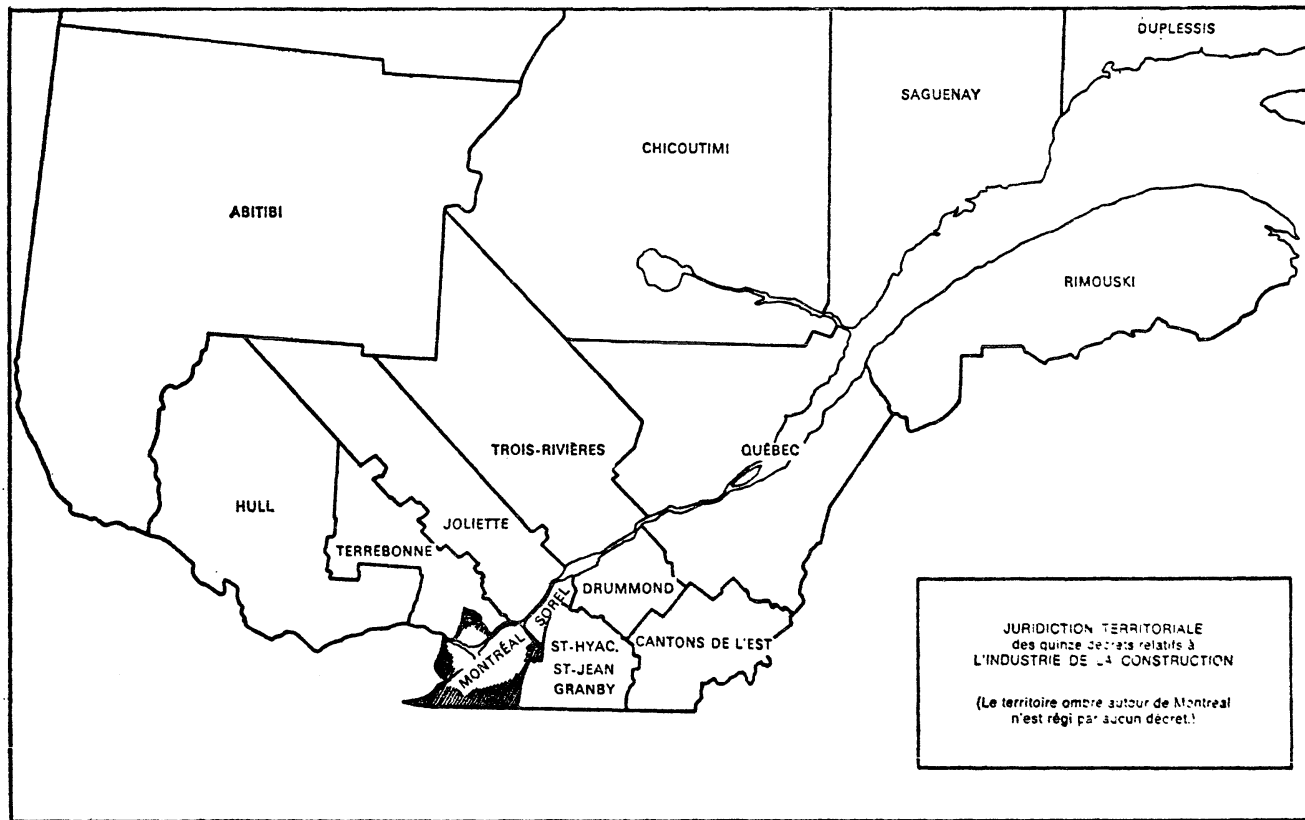 DUPLESSIS
SAGUENAY
CHICOUTIMI
ABITIBI
RIMOUSKI
TROIS-RIVIÈRES
QUÉBEC
HULL
JOLIETTE
TERREBONNE
DRUMMOND
SOREL
MONTRÉAL
CANTONS DE L'EST
ST-HYAC.
ST-JEAN
GRANBY
JURIDICTION TERRITORIALE
des quinze décrets relatifs à
L'INDUSTRIE DE LA CONSTRUCTION
(Le territoire ombre autour de Montreal
n'est régi par aucun décret.)